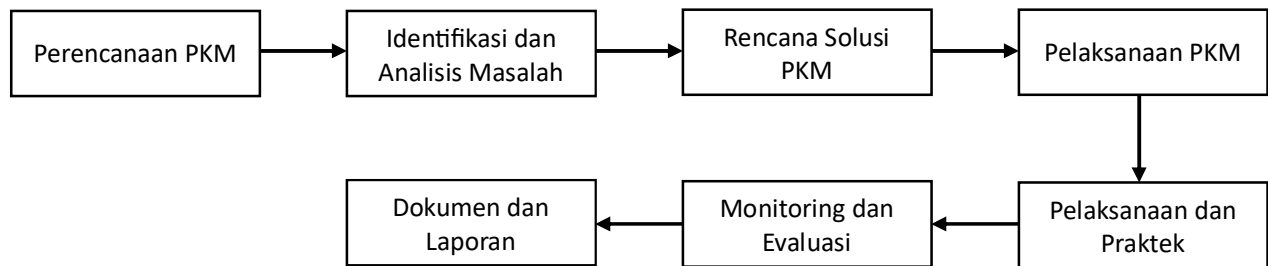 Perencanaan PKM
Identifikasi dan
Analisis Masalah
Rencana Solusi
PKM
Pelaksanaan PKM
Pelaksanaan dan
Praktek
Monitoring dan
Evaluasi
Dokumen dan
Laporan